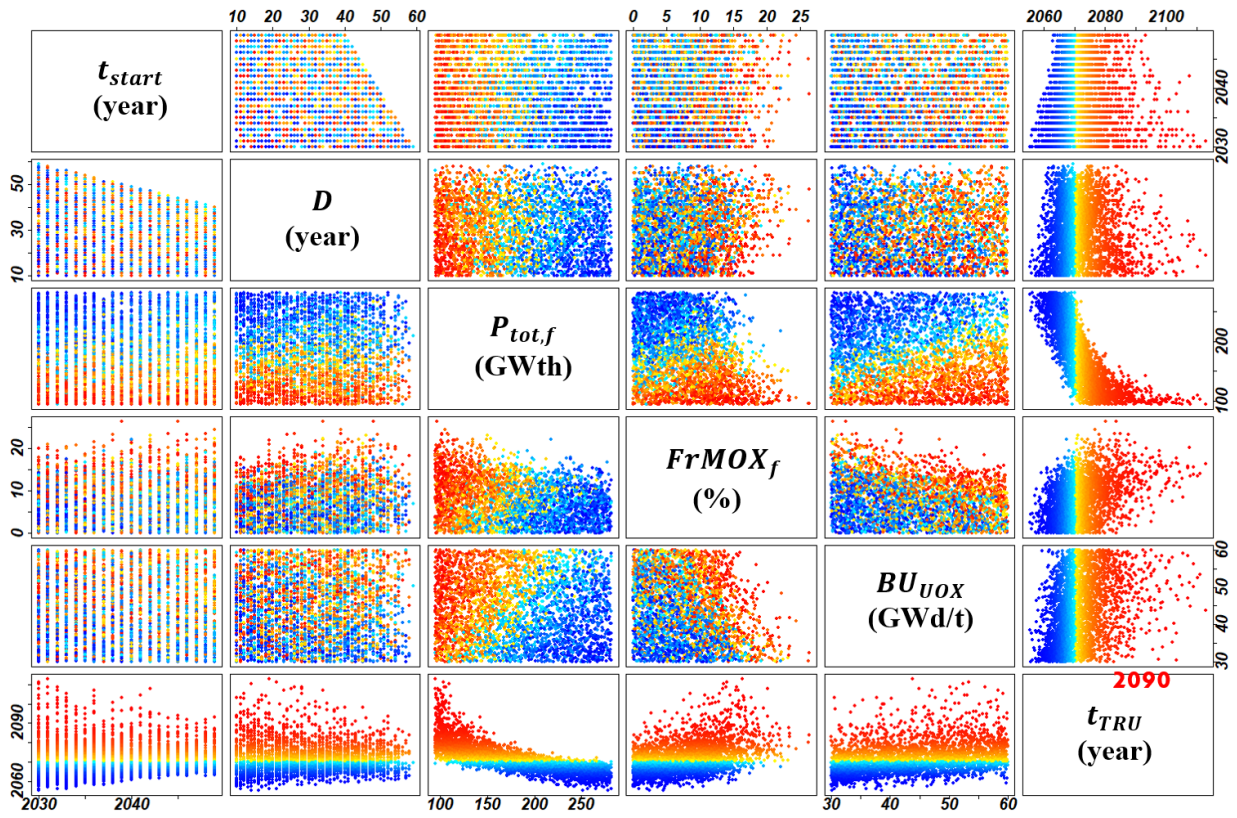 10 20 30 40 50 60
0 5 10 15 20 25
2060 2080 2100
t_start
(year)
2030 2040
10 30 50
D
(year)
P_tot,f
(GWth)
100 200
0 10 20
FrMOX_f
(%)
BU_UOX
(GWd/t)
30 40 50 60
2090
2060 2090
t_TRU
(year)
2030 2040
100 150 200 250
30 40 50 60